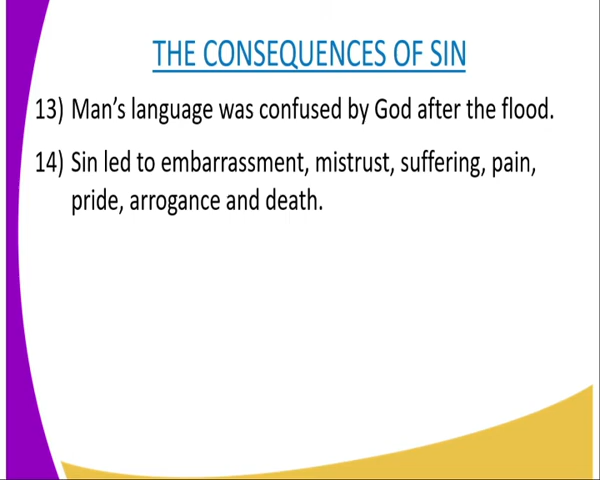 THE CONSEQUENCES OF SIN
13) Man’s language was confused by God after the flood.
14) Sin led to embarrassment, mistrust, suffering, pain,
pride, arrogance and death.